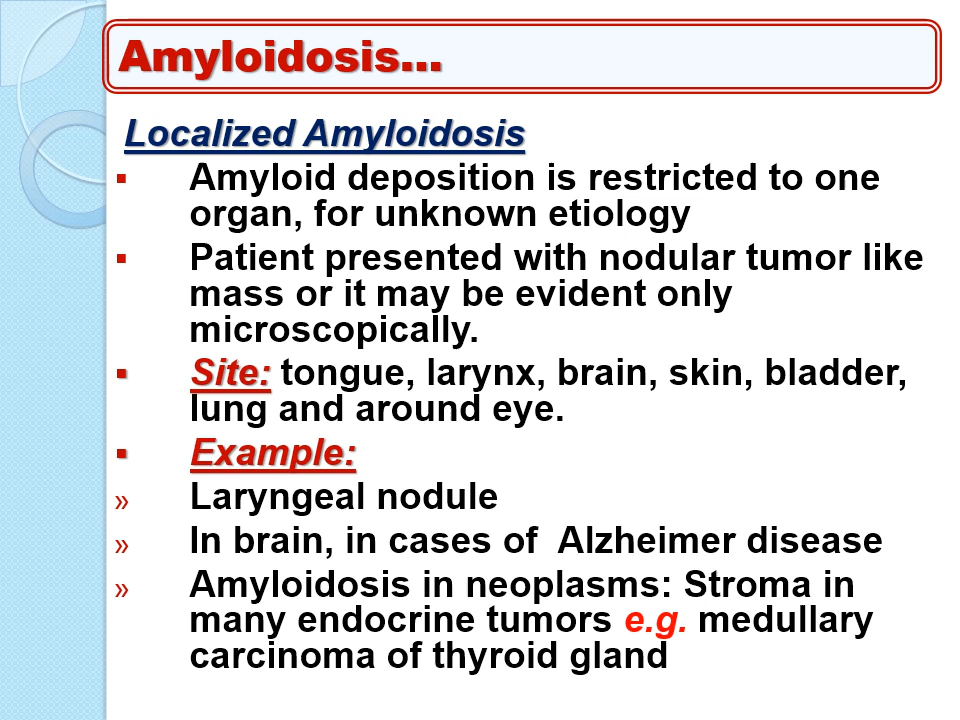 Amyloidosis...
Localized Amyloidosis
▪ Amyloid deposition is restricted to one
organ, for unknown etiology
▪ Patient presented with nodular tumor like
mass or it may be evident only
microscopically.
▪ Site: tongue, larynx, brain, skin, bladder,
lung and around eye.
▪ Example:
» Laryngeal nodule
» In brain, in cases of  Alzheimer disease
» Amyloidosis in neoplasms: Stroma in
many endocrine tumors e.g. medullary
carcinoma of thyroid gland